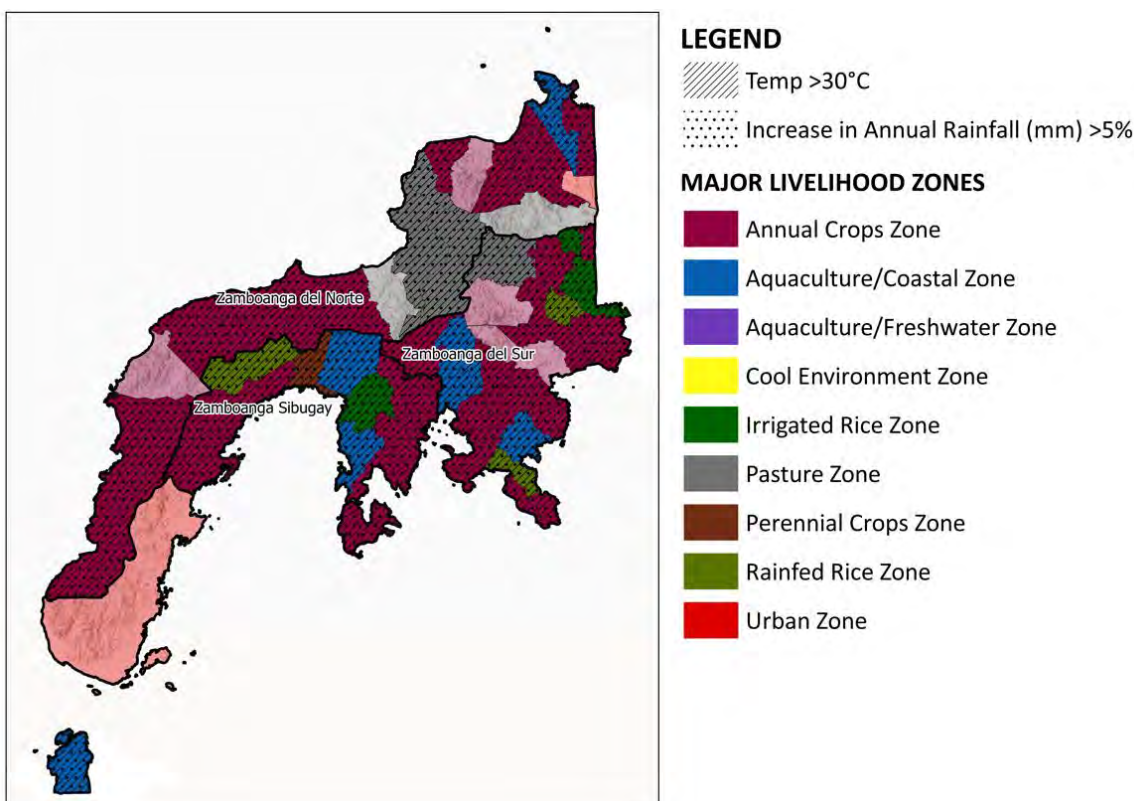 Zamboanga del Norte
Zamboanga del Sur
Zamboanga Sibugay
LEGEND
Temp >30°C
Increase in Annual Rainfall (mm) >5%
MAJOR LIVELIHOOD ZONES
Annual Crops Zone
Aquaculture/Coastal Zone
Aquaculture/Freshwater Zone
Cool Environment Zone
Irrigated Rice Zone
Pasture Zone
Perennial Crops Zone
Rainfed Rice Zone
Urban Zone